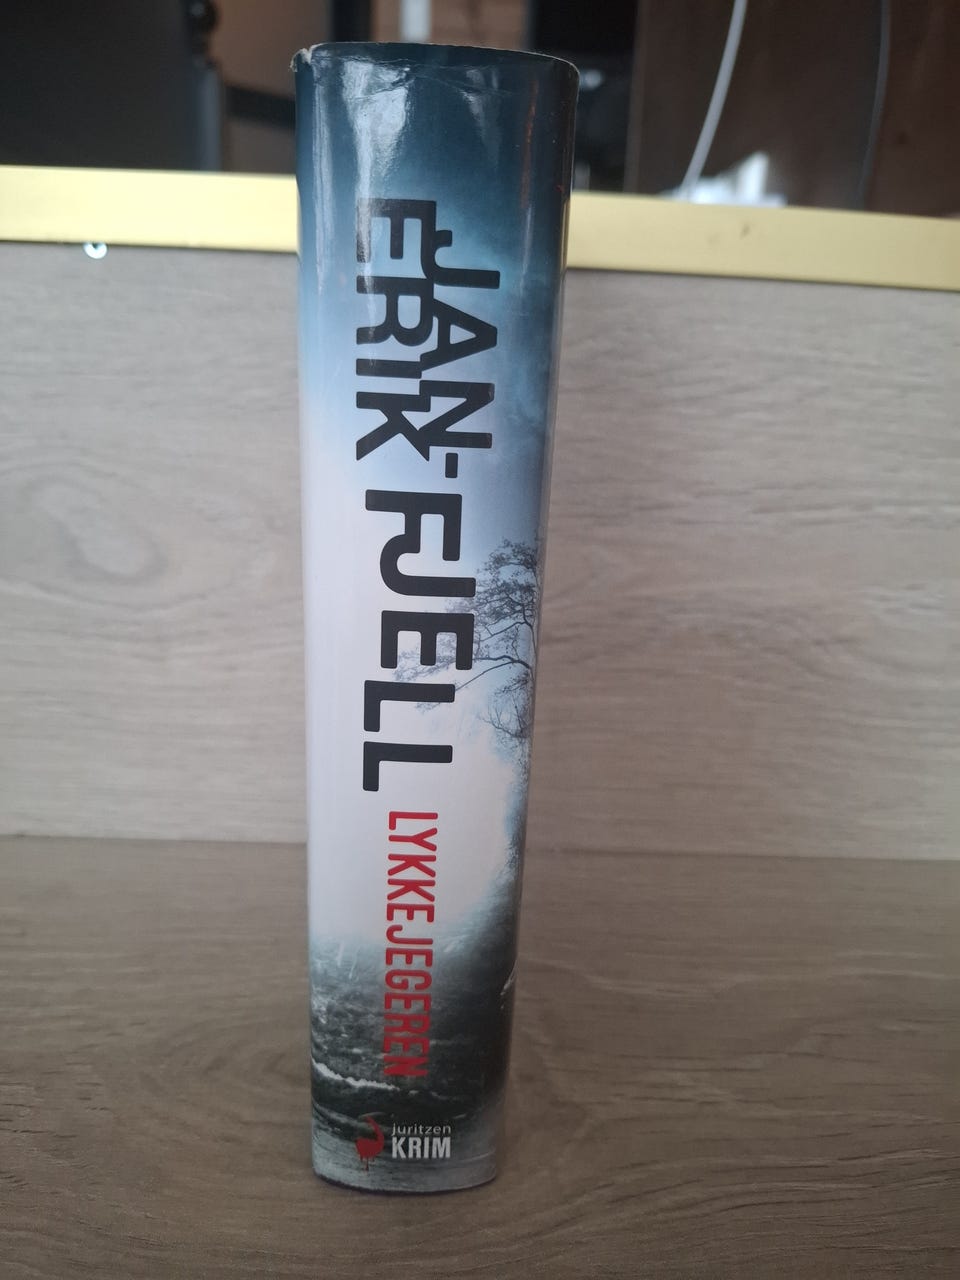 JAN-
ERIK
FJELL
LYKKEJEGEREN
juritzen
KRIM